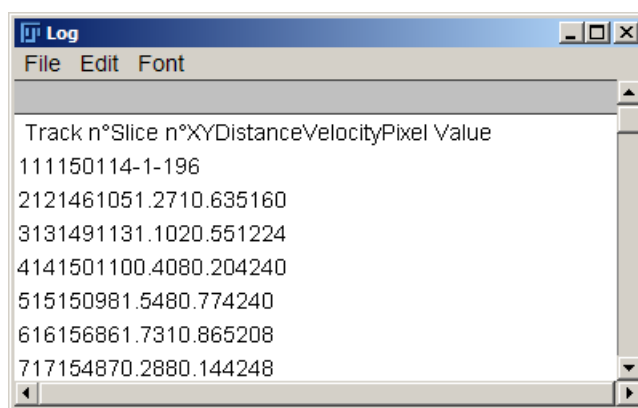 Log
File Edit Font
Track n°Slice n°XYDistanceVelocityPixel Value
111150114-1-196
2121461051.2710.635160
3131491131.1020.551224
4141501100.4080.204240
515150981.5480.774240
616156861.7310.865208
717154870.2880.144248